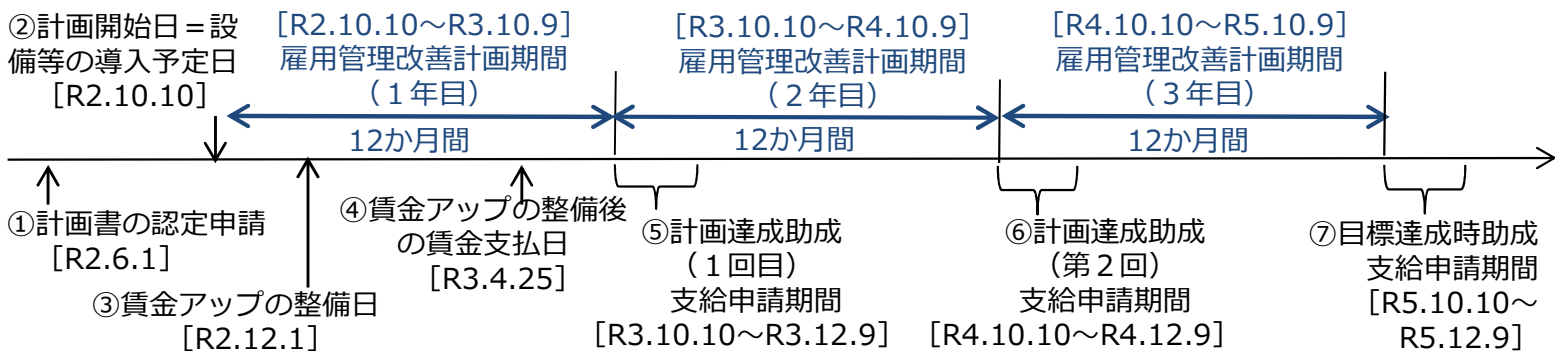 ②計画開始日＝設
備等の導入予定日
［R2.10.10］
［R2.10.10～R3.10.9］
雇用管理改善計画期間
（１年目）
12か月間
［R3.10.10～R4.10.9］
雇用管理改善計画期間
（２年目）
12か月間
［R4.10.10～R5.10.9］
雇用管理改善計画期間
（３年目）
12か月間
①計画書の認定申請
［R2.6.1］
③賃金アップの整備日
［R2.12.1］
④賃金アップの整備後
の賃金支払日
［R3.4.25］
⑤計画達成助成
（１回目）
支給申請期間
［R3.10.10～R3.12.9］
⑥計画達成助成
(第２回）
支給申請期間
［R4.10.10～R4.12.9］
⑦目標達成時助成
支給申請期間
［R5.10.10～
R5.12.9］